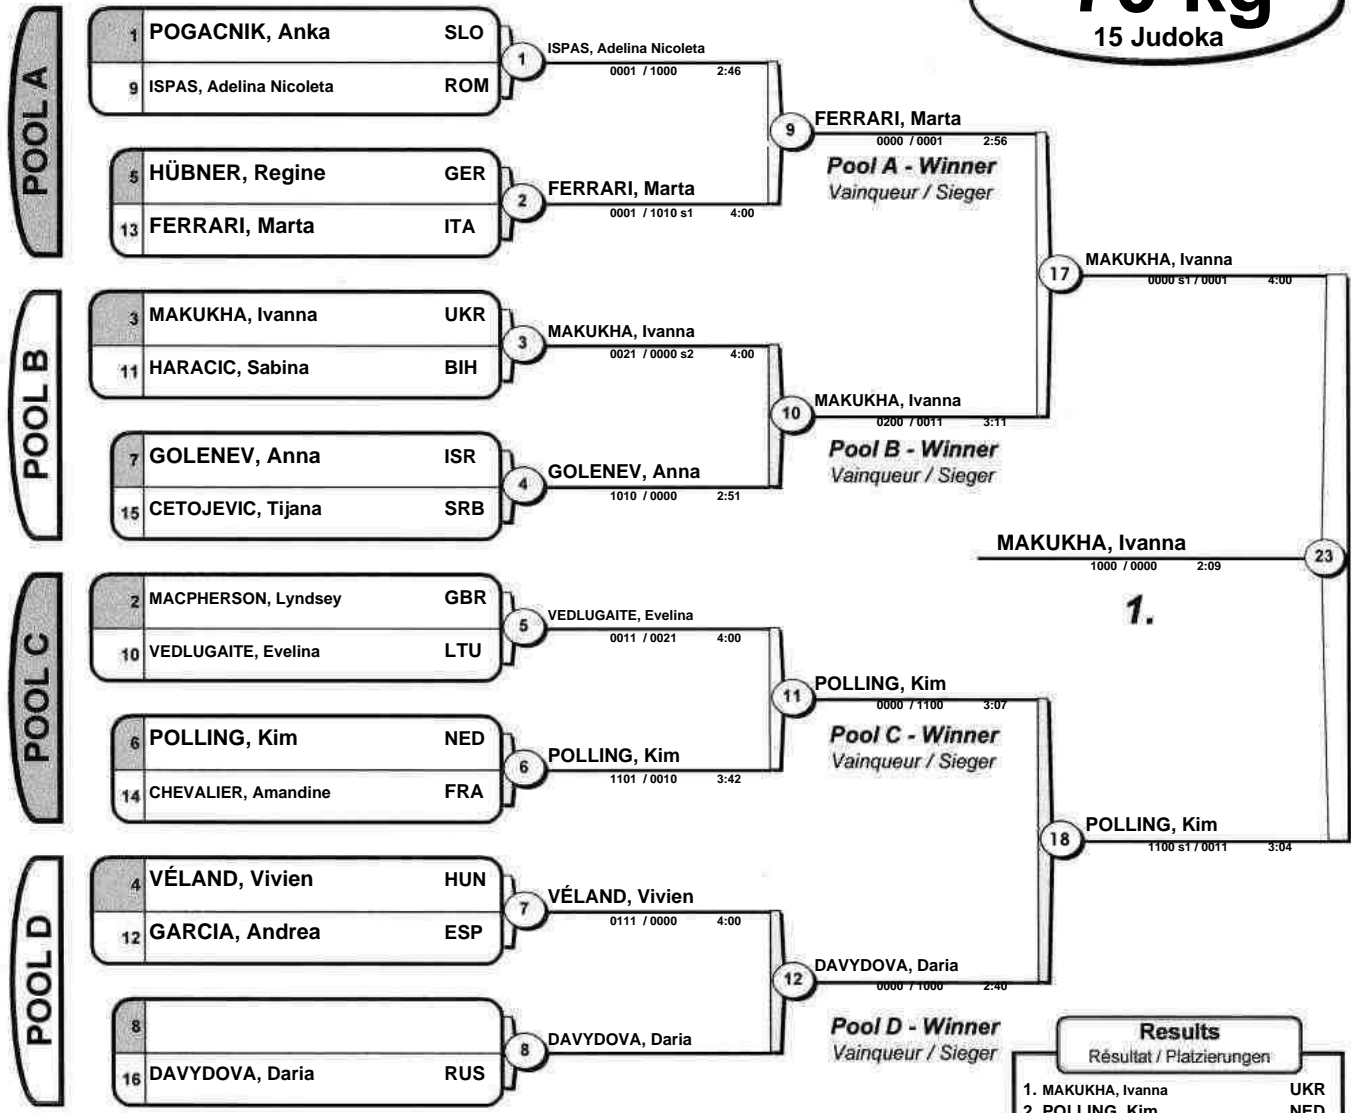 70 kg
15 Judoka
POOL A
1 POGACNIK, Anka SLO
9 ISPAS, Adelina Nicoleta ROM
1
ISPAS, Adelina Nicoleta
0001 / 1000 2:46
5 HÜBNER, Regine GER
13 FERRARI, Marta ITA
2
FERRARI, Marta
0001 / 1010 s1 4:00
9
FERRARI, Marta
0000 / 0001 2:56
Pool A - Winner
Vainqueur / Sieger
POOL B
3 MAKUKHA, Ivanna UKR
11 HARACIC, Sabina BIH
3
MAKUKHA, Ivanna
0021 / 0000 s2 4:00
7 GOLENEV, Anna ISR
15 CETOJEVIC, Tijana SRB
4
GOLENEV, Anna
1010 / 0000 2:51
10
MAKUKHA, Ivanna
0200 / 0011 3:11
Pool B - Winner
Vainqueur / Sieger
17
MAKUKHA, Ivanna
0000 s1 / 0001 4:00
MAKUKHA, Ivanna
1000 / 0000 2:09
23
1.
POOL C
2 MACPHERSON, Lyndsey GBR
10 VEDLUGAITE, Evelina LTU
5
VEDLUGAITE, Evelina
0011 / 0021 4:00
6 POLLING, Kim NED
14 CHEVALIER, Amandine FRA
6
POLLING, Kim
1101 / 0010 3:42
11
POLLING, Kim
0000 / 1100 3:07
Pool C - Winner
Vainqueur / Sieger
POOL D
4 VÉLAND, Vivien HUN
12 GARCIA, Andrea ESP
7
VÉLAND, Vivien
0111 / 0000 4:00
8
16 DAVYDOVA, Daria RUS
8
DAVYDOVA, Daria
12
DAVYDOVA, Daria
0000 / 1000 2:40
Pool D - Winner
Vainqueur / Sieger
18
POLLING, Kim
1100 s1 / 0011 3:04
Results
Résultat / Platzierungen
1. MAKUKHA, Ivanna UKR
2. POLLING, Kim NED